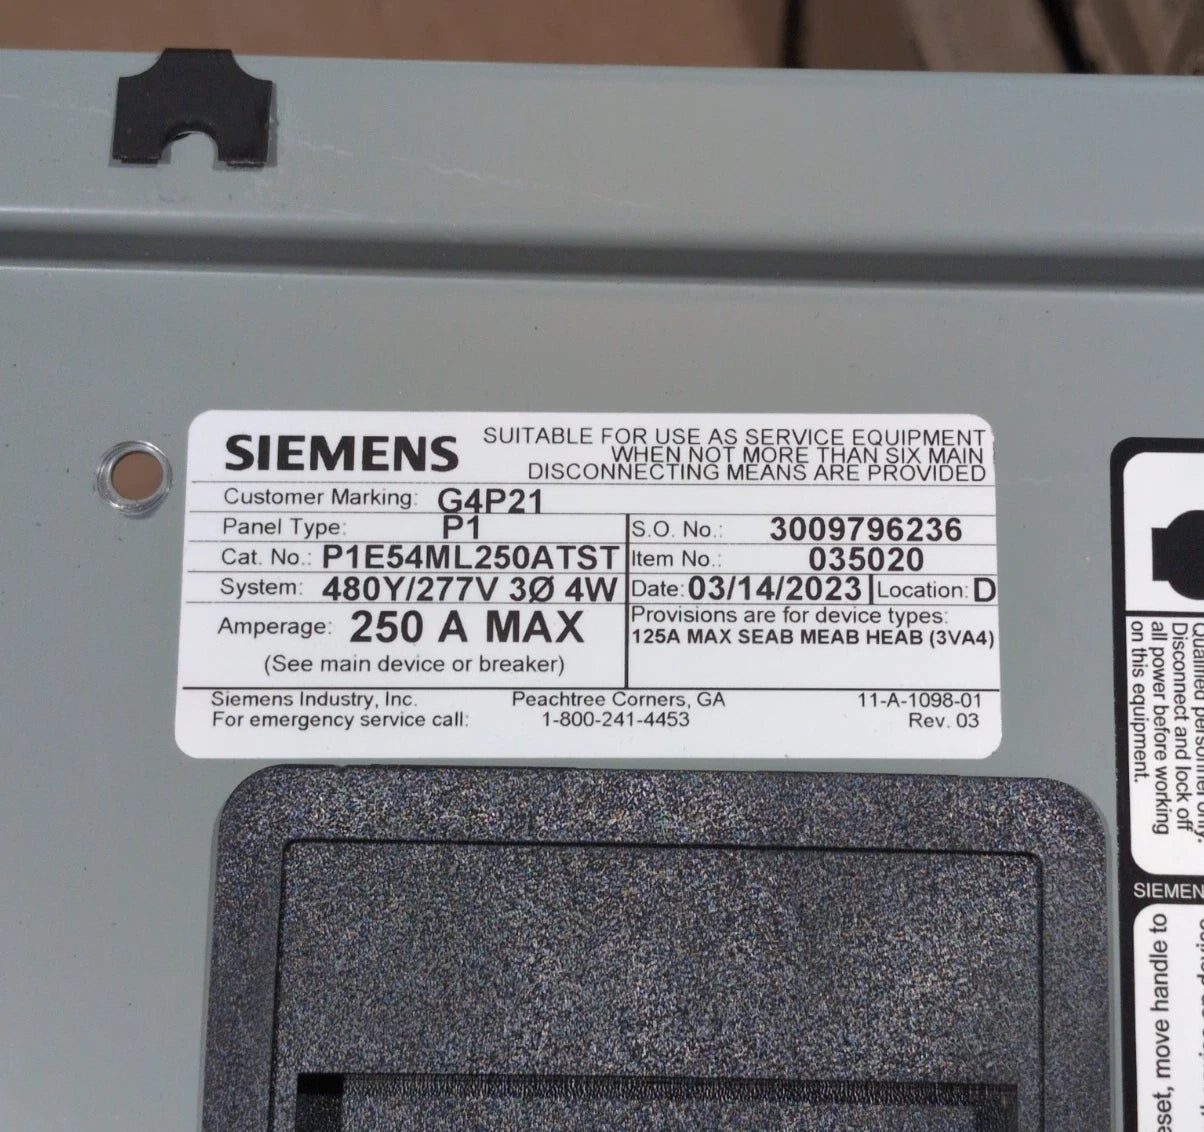 SIEMENS
SUITABLE FOR USE AS SERVICE EQUIPMENT
WHEN NOT MORE THAN SIX MAIN
DISCONNECTING MEANS ARE PROVIDED
Customer Marking: G4P21
Panel Type: P1
S.O. No.: 3009796236
Cat. No.: P1E54ML250ATST
Item No.: 035020
System: 480Y/277V 3Ø 4W
Date: 03/14/2023 Location: D
Amperage: 250 A MAX
(See main device or breaker)
Provisions are for device types:
125A MAX SEAB MEAB HEAB (3VA4)
Siemens Industry, Inc. Peachtree Corners, GA 11-A-1098-01
For emergency service call: 1-800-241-4453 Rev. 03
qualified personnel only.
Disconnect and lock off
all power before working
on this equipment.
SIEMEN
eset, move handle to